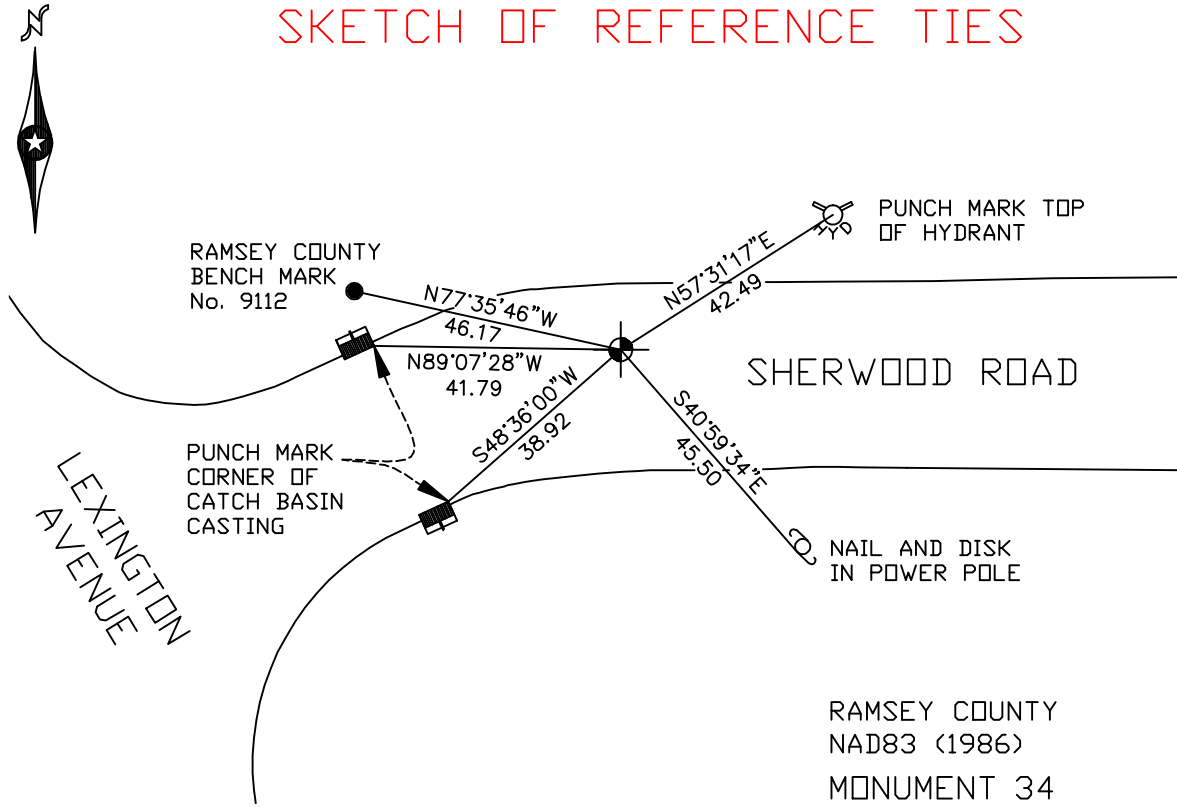 N
SKETCH OF REFERENCE TIES
PUNCH MARK TOP
OF HYDRANT
HYD
RAMSEY COUNTY
BENCH MARK
No. 9112
N57°31'17"E
42.49
N77°35'46"W
46.17
N89°07'28"W
41.79
SHERWOOD ROAD
S48°36'00"W
38.92
S40°59'34"E
45.50
PUNCH MARK
CORNER OF
CATCH BASIN
CASTING
LEXINGTON
AVENUE
NAIL AND DISK
IN POWER POLE
RAMSEY COUNTY
NAD83 (1986)
MONUMENT 34